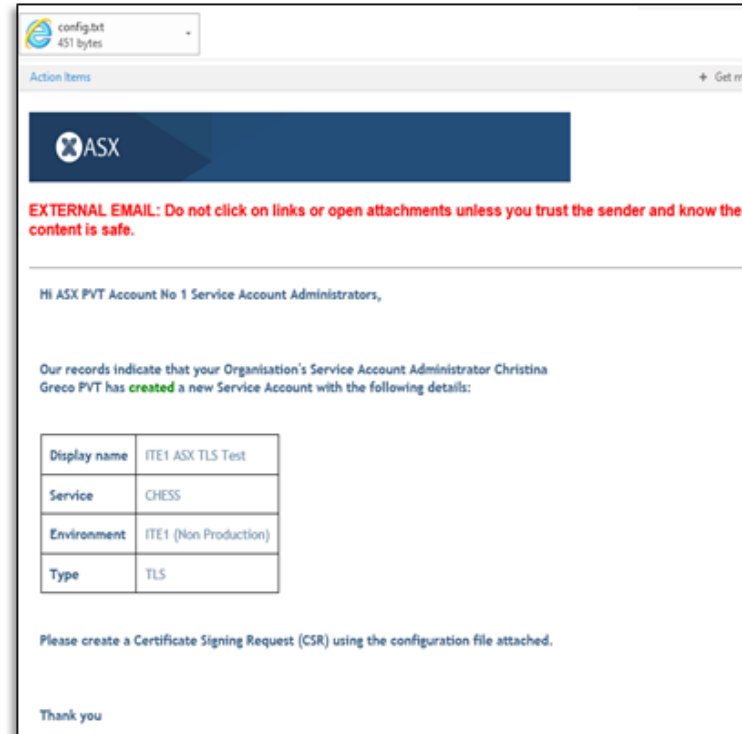 config.txt
451 bytes
Action Items
+ Get m
ASX
EXTERNAL EMAIL: Do not click on links or open attachments unless you trust the sender and know the
content is safe.
Hi ASX PVT Account No 1 Service Account Administrators,
Our records indicate that your Organisation's Service Account Administrator Christina
Greco PVT has created a new Service Account with the following details:
Display name ITE1 ASX TLS Test
Service CHESS
Environment ITE1 (Non Production)
Type TLS
Please create a Certificate Signing Request (CSR) using the configuration file attached.
Thank you